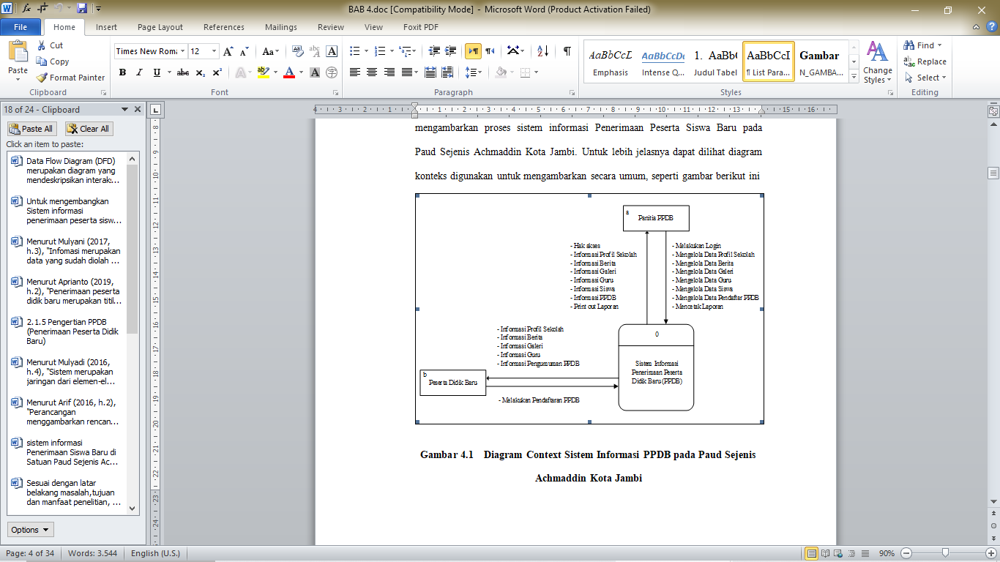 BAB 4.doc [Compatibility Mode] - Microsoft Word (Product Activation Failed)
File Home Insert Page Layout References Mailings Review View Foxit PDF
Paste
Cut
Copy
Format Painter
Clipboard
Times New Roma 12
Font
Paragraph
AaBbCcD AaBbCcDc 1. AaBbC AaBbCcI Gambar
Emphasis Intense Q... Judul Tabel ¶ List Para... N_GAMBA...
Change Styles
Styles
Find
Replace
Select
Editing
18 of 24 - Clipboard
Paste All Clear All
Click an item to paste:
Data Flow Diagram (DFD)
merupakan diagram yang
mendeskripsikan interaks...
Untuk mengembangkan
Sistem informasi
penerimaan peserta sisw...
Menurut Mulyani (2017,
h.3), "Infomasi merupakan
data yang sudah diolah ...
Menurut Aprianto (2019,
h.2), "Penerimaan peserta
didik baru merupakan titil...
2.1.5 Pengertian PPDB
(Penerimaan Peserta Didik
Baru)
Menurut Mulyadi (2016,
h.4), "Sistem merupakan
jaringan dari elemen-el...
Menurut Arif (2016, h.2),
"Perancangan
menggambarkan rencan...
sistem informasi
Penerimaan Siswa Baru di
Satuan Paud Sejenis Ac...
Sesuai dengan latar
belakang masalah,tujuan
dan manfaat penelitian, ...
Options
mengambarkan proses sistem informasi Penerimaan Peserta Siswa Baru pada
Paud Sejenis Achmaddin Kota Jambi. Untuk lebih jelasnya dapat dilihat diagram
konteks digunakan untuk mengambarkan secara umum, seperti gambar berikut ini
a
Panitia PPDB
- Hak akses
- Informasi Profil Sekolah
- Informasi Berita
- Informasi Galeri
- Informasi Guru
- Informasi Siswa
- Informasi PPDB
- Print out Laporan
- Melakukan Login
- Mengelola Data Profil Sekolah
- Mengelola Data Berita
- Mengelola Data Galeri
- Mengelola Data Guru
- Mengelola Data Siswa
- Mengelola Data Pendaftar PPDB
- Mencetak Laporan
- Informasi Profil Sekolah
- Informasi Berita
- Informasi Galeri
- Informasi Guru
- Informasi Pengumuman PPDB
0
Sistem Informasi
Penerimaan Peserta
Didik Baru (PPDB)
b
Peserta Didik Baru
- Melakukan Pendaftaran PPDB
Gambar 4.1 Diagram Context Sistem Informasi PPDB pada Paud Sejenis
Achmaddin Kota Jambi
Page: 4 of 34 Words: 3.544 English (U.S.) 90%